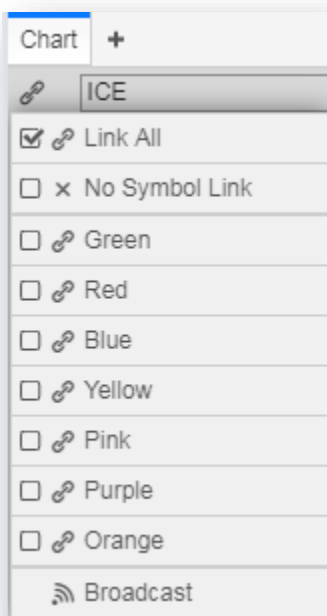 Chart +
ICE
Link All
No Symbol Link
Green
Red
Blue
Yellow
Pink
Purple
Orange
Broadcast